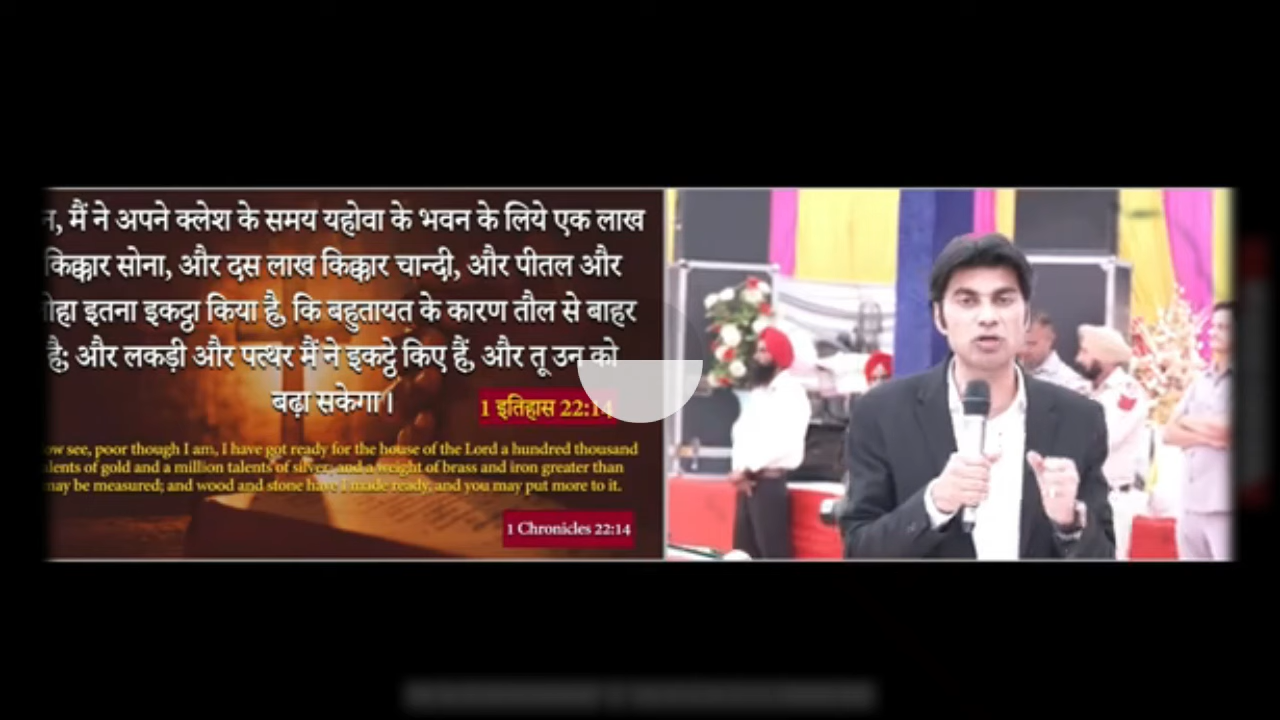 मैं ने अपने क्लेश के समय यहोवा के भवन के लिये एक लाख
किक्कार सोना, और दस लाख किक्कार चान्दी, और पीतल और
इतना इकट्ठा किया है, कि बहुतायत के कारण तौल से बाहर
है; और लकड़ी और पत्थर मैं ने इकट्ठे किए हैं, और तू उन को
बढ़ा सकेगा।
1 इतिहास 22:14
see, poor though I am, I have got ready for the house of the Lord a hundred thousand
of gold and a million talents of silver, and a weight of brass and iron greater than
may be measured; and wood and stone have I made ready, and you may put more to it.
1 Chronicles 22:14